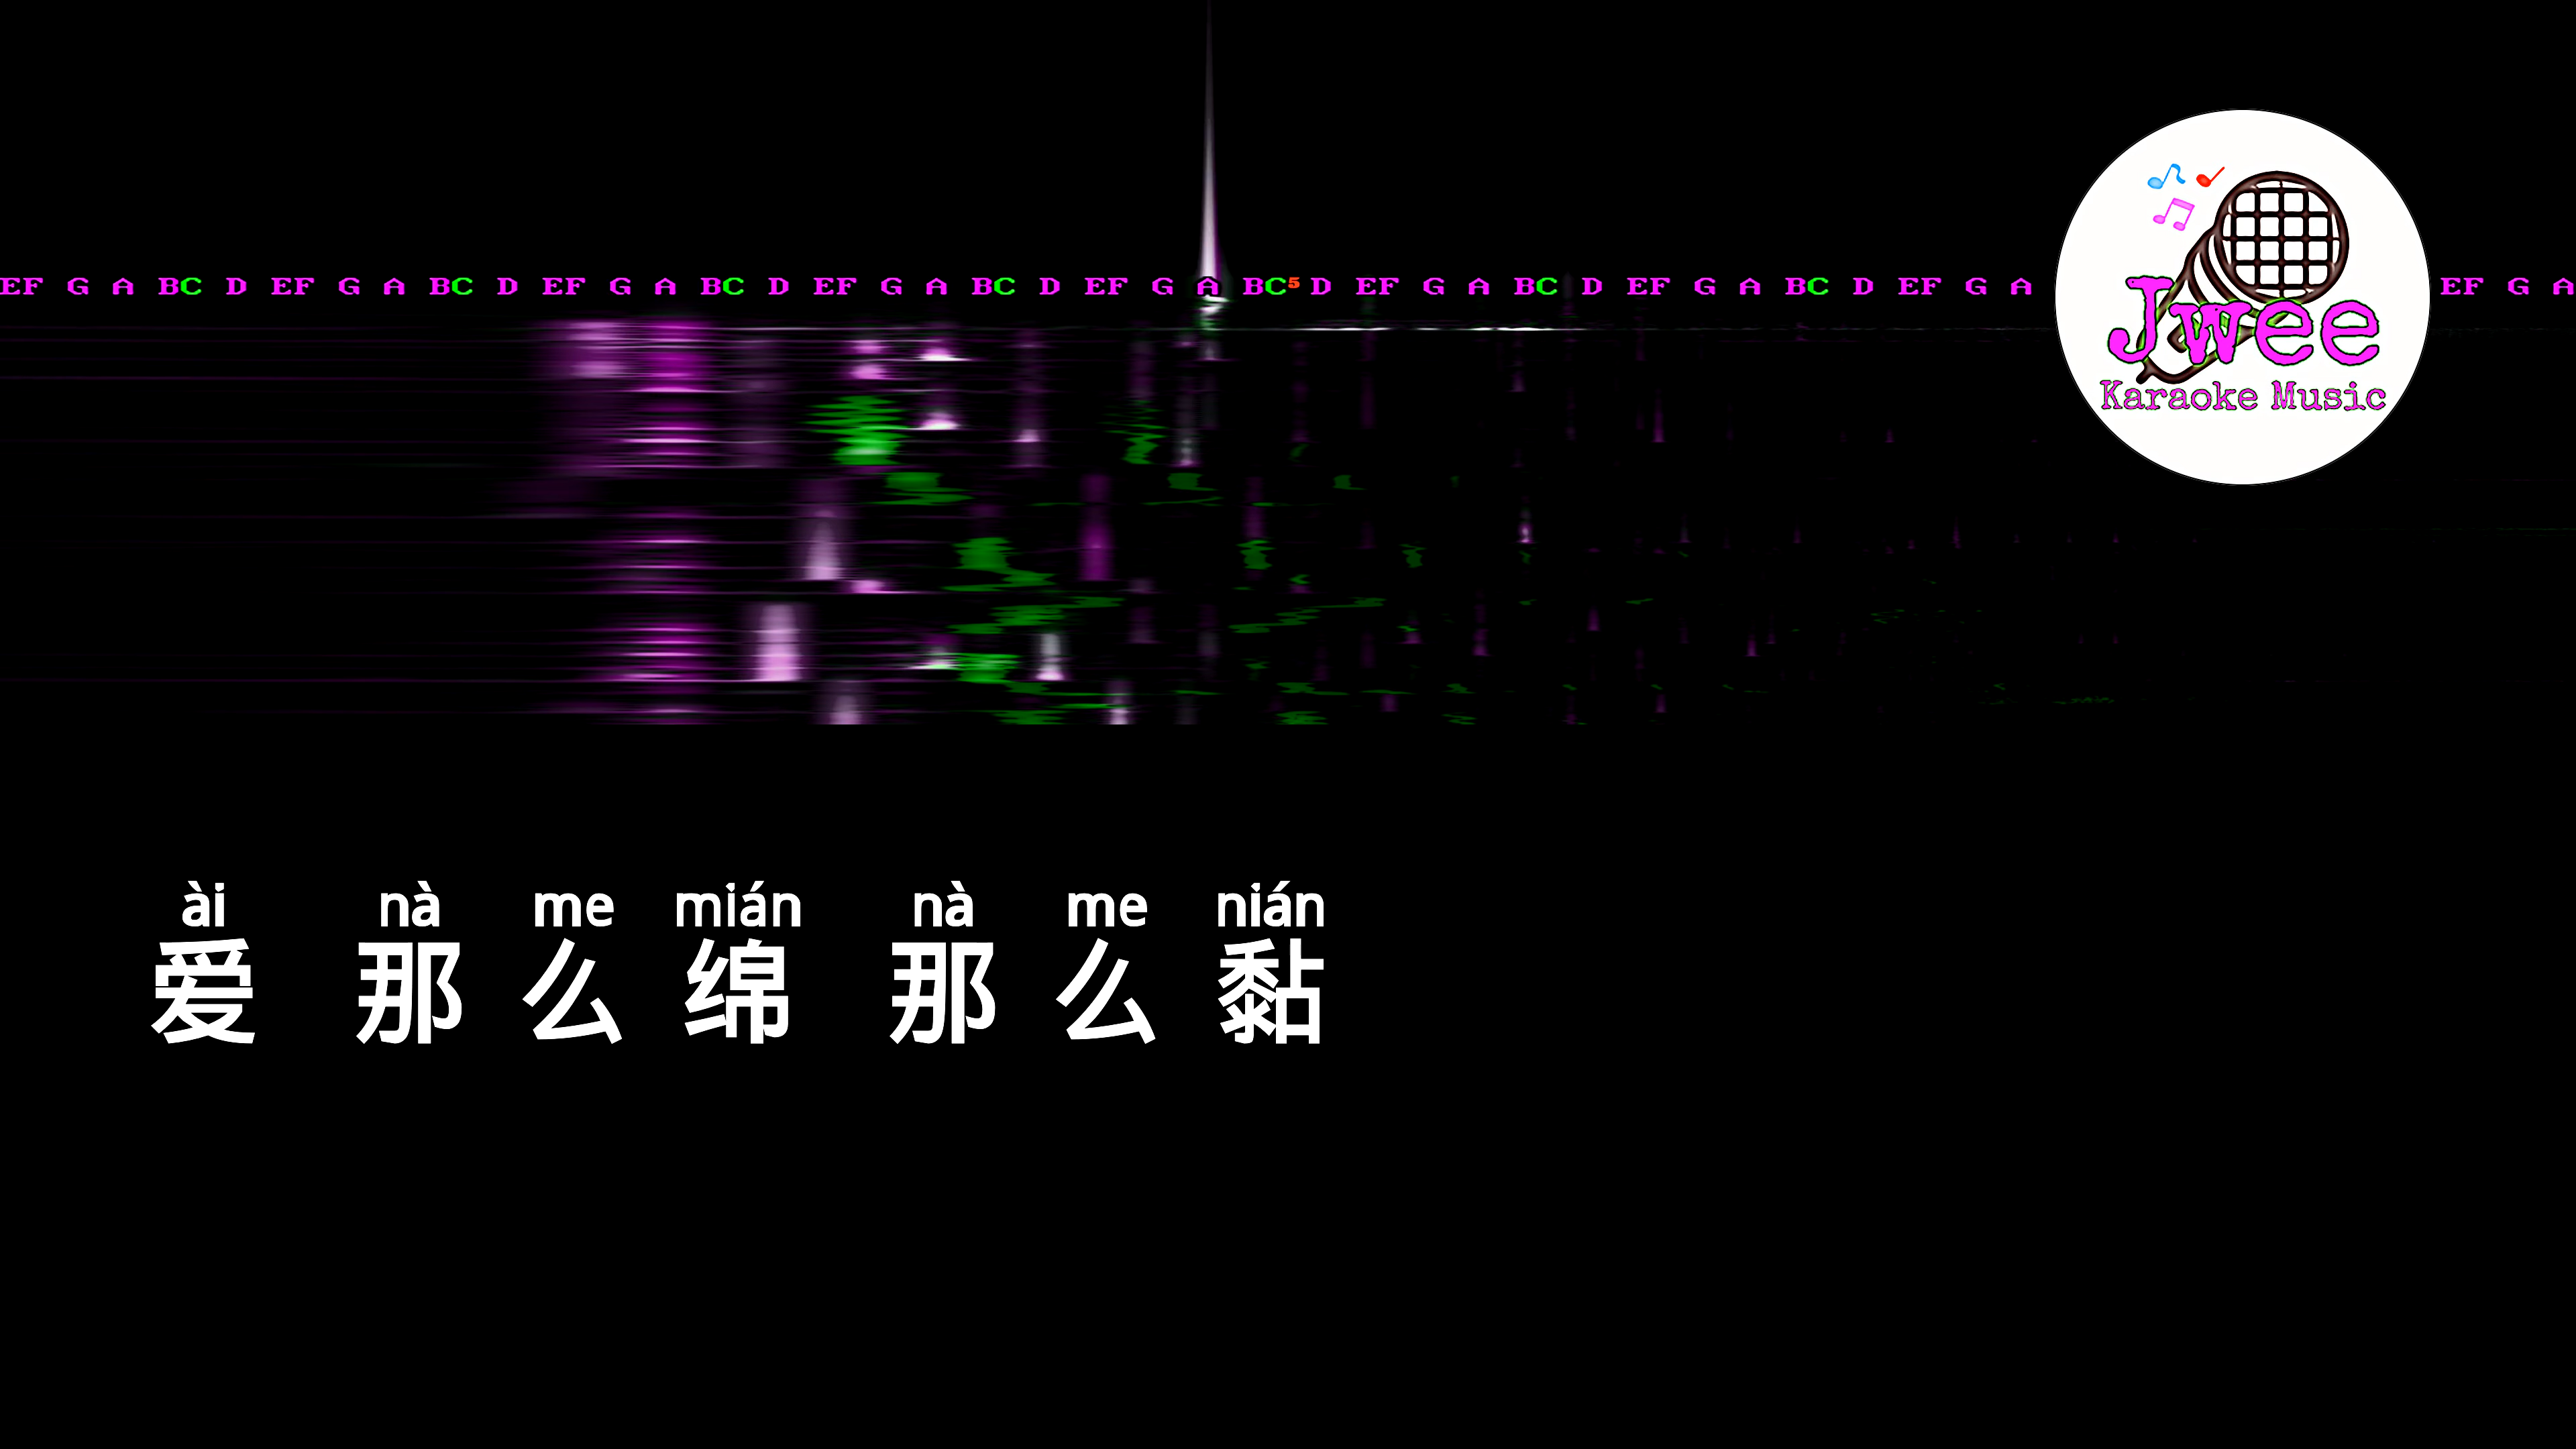 EF G A BC D EF G A BC D EF G A BC D EF G A BC D EF G A BC5 D EF G A BC D EF G A BC D EF G A EF G A
Jwee
Karaoke Music
ài nà me mián nà me nián
爱 那么绵 那么黏